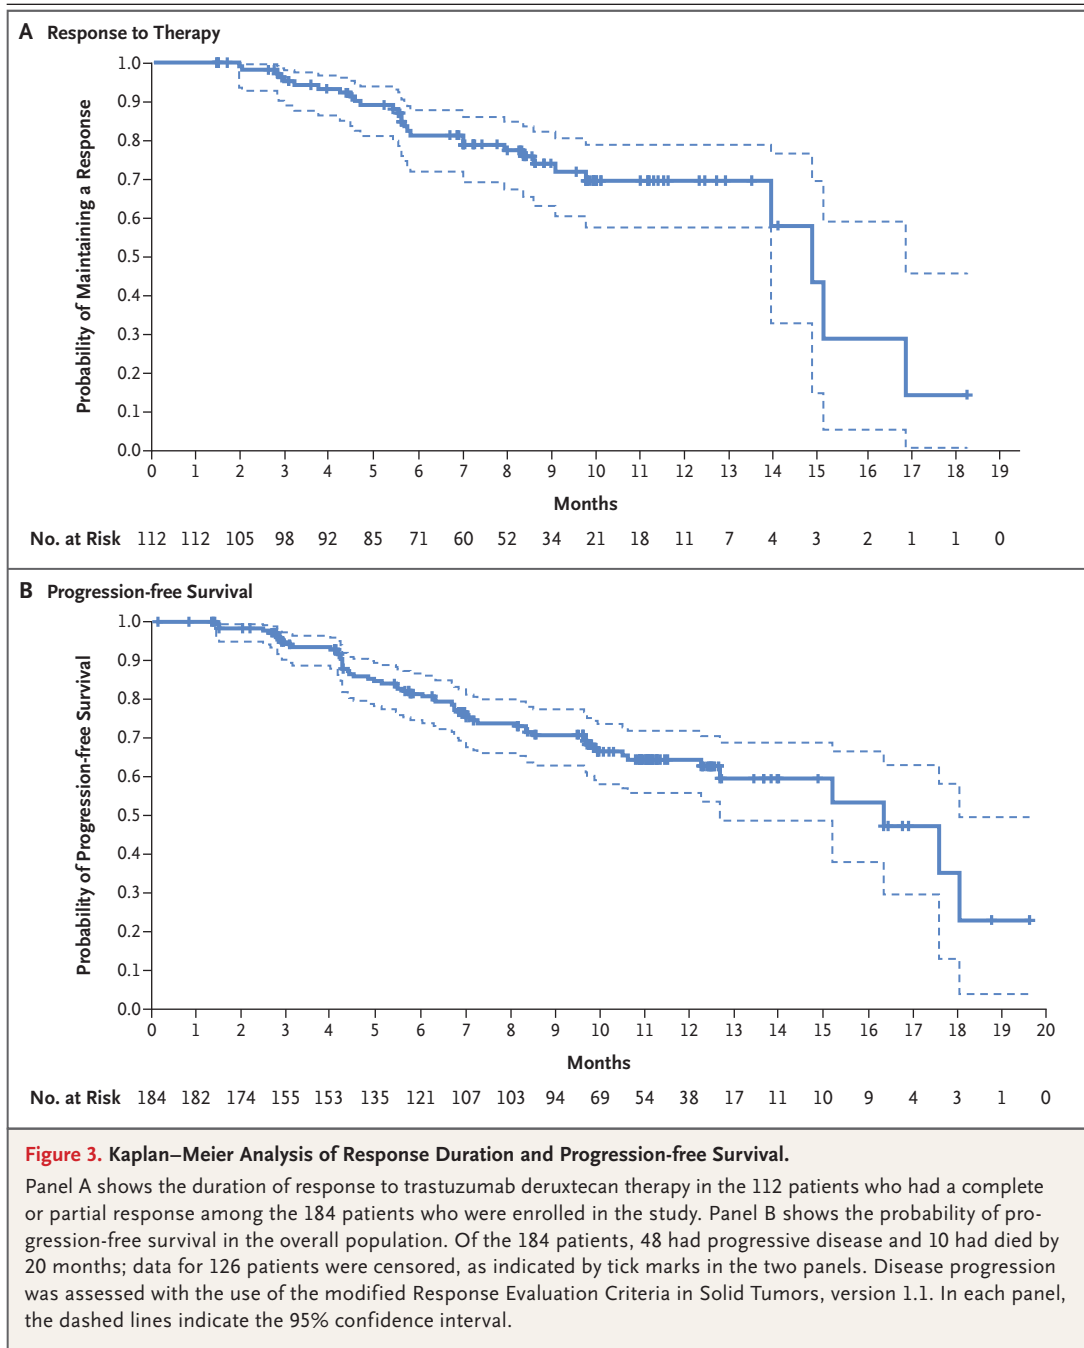 A Response to Therapy
Probability of Maintaining a Response
1.0
0.9
0.8
0.7
0.6
0.5
0.4
0.3
0.2
0.1
0.0
0 1 2 3 4 5 6 7 8 9 10 11 12 13 14 15 16 17 18 19
Months
No. at Risk 112 112 105 98 92 85 71 60 52 34 21 18 11 7 4 3 2 1 1 0
B Progression-free Survival
Probability of Progression-free Survival
1.0
0.9
0.8
0.7
0.6
0.5
0.4
0.3
0.2
0.1
0.0
0 1 2 3 4 5 6 7 8 9 10 11 12 13 14 15 16 17 18 19 20
Months
No. at Risk 184 182 174 155 153 135 121 107 103 94 69 54 38 17 11 10 9 4 3 1 0
Figure 3. Kaplan–Meier Analysis of Response Duration and Progression-free Survival.
Panel A shows the duration of response to trastuzumab deruxtecan therapy in the 112 patients who had a complete
or partial response among the 184 patients who were enrolled in the study. Panel B shows the probability of pro-
gression-free survival in the overall population. Of the 184 patients, 48 had progressive disease and 10 had died by
20 months; data for 126 patients were censored, as indicated by tick marks in the two panels. Disease progression
was assessed with the use of the modified Response Evaluation Criteria in Solid Tumors, version 1.1. In each panel,
the dashed lines indicate the 95% confidence interval.